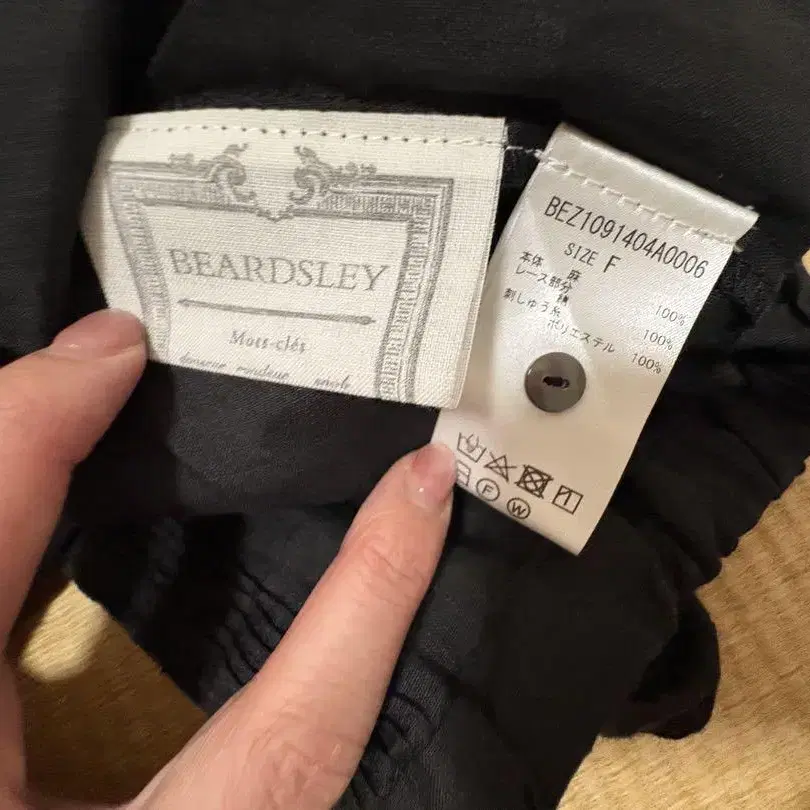 BEARDSLEY
Mots-clés
BEZ1091404A0006
SIZE F
本体 麻 100%
レース部分 綿 100%
刺しゅう糸 ポリエステル 100%
F
W